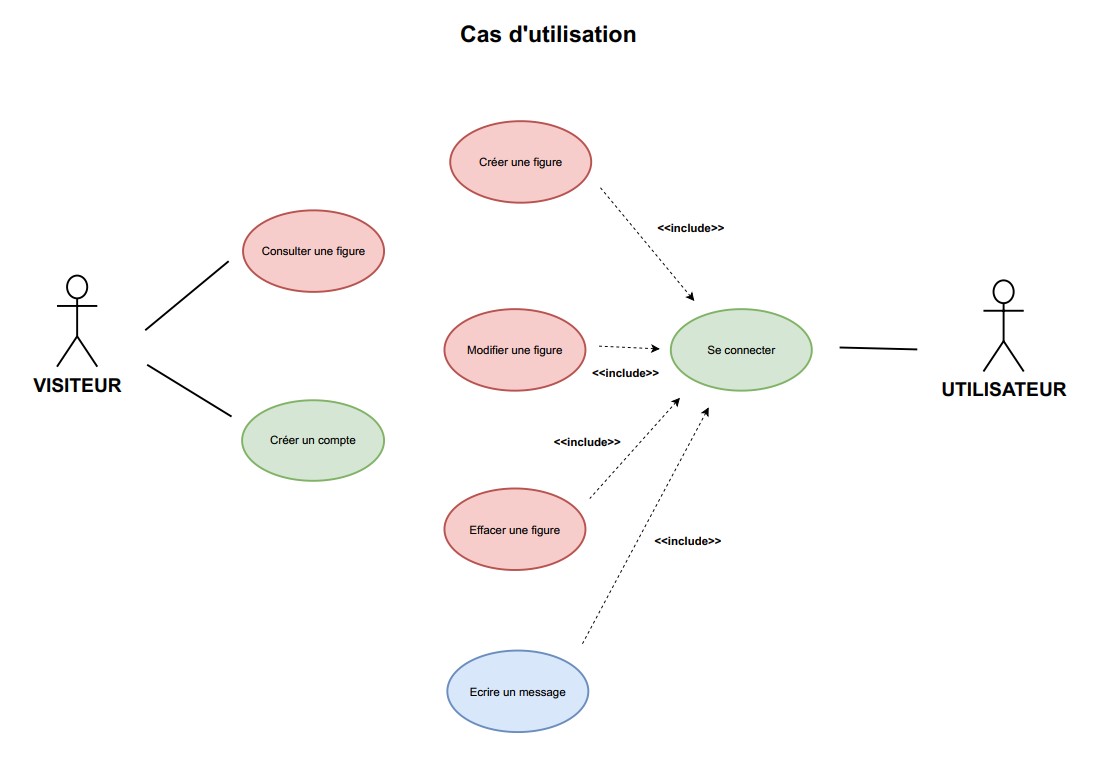 Cas d'utilisation
Créer une figure
<<include>>
Consulter une figure
VISITEUR
Modifier une figure
<<include>>
Se connecter
UTILISATEUR
Créer un compte
<<include>>
Effacer une figure
<<include>>
Ecrire un message